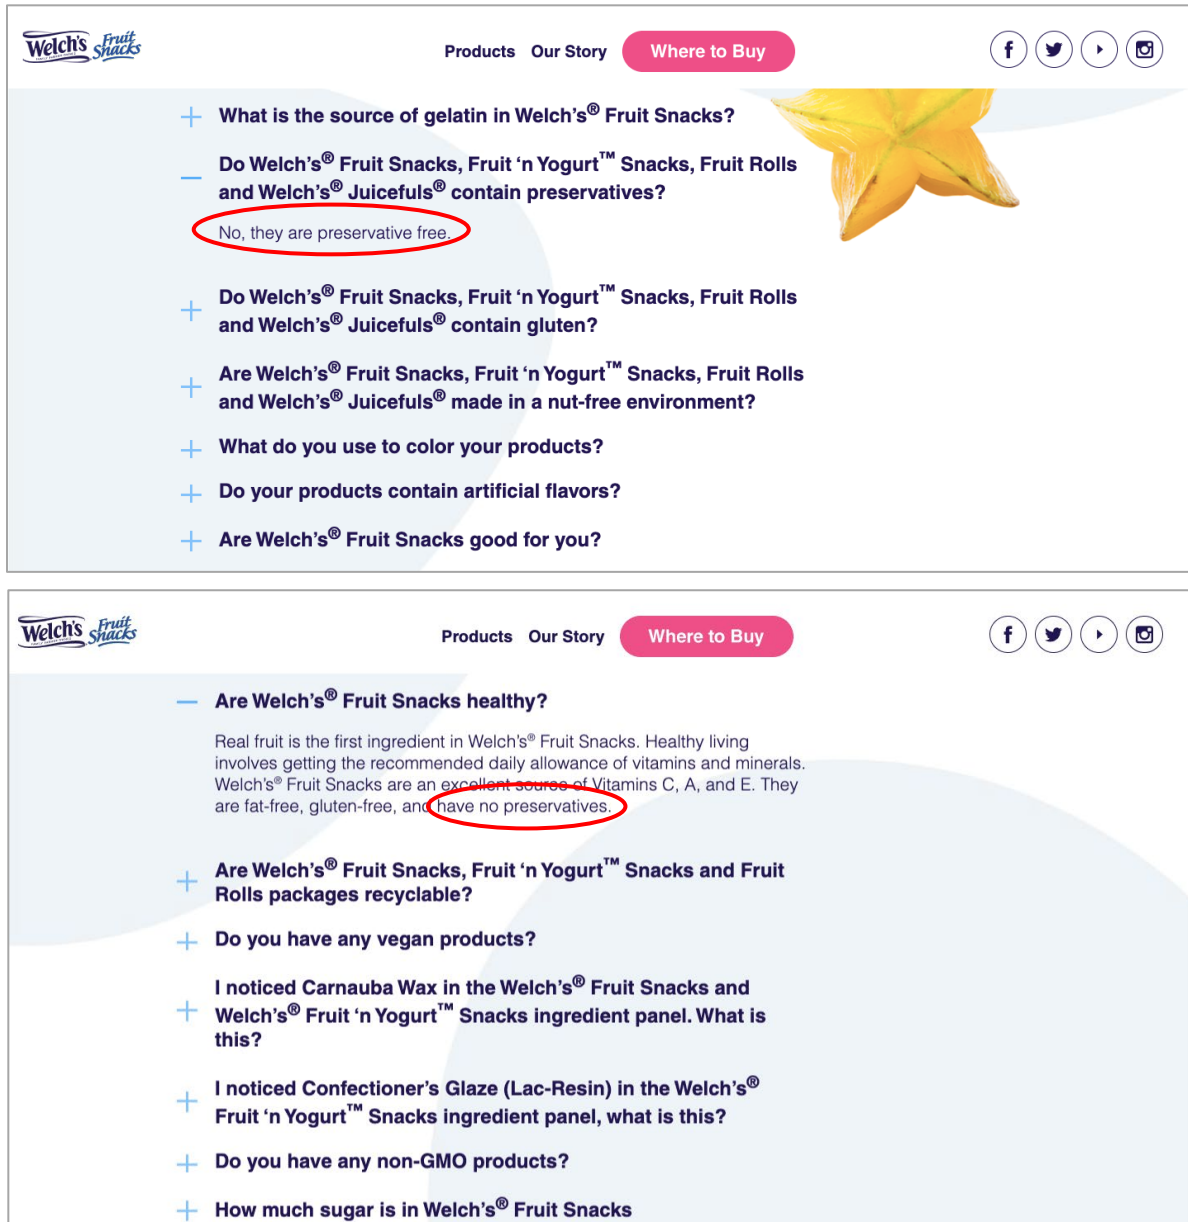 Welch's Fruit Snacks
Products Our Story Where to Buy
What is the source of gelatin in Welch's® Fruit Snacks?
Do Welch's® Fruit Snacks, Fruit 'n Yogurt™ Snacks, Fruit Rolls
and Welch's® Juicefuls® contain preservatives?
No, they are preservative free.
Do Welch's® Fruit Snacks, Fruit 'n Yogurt™ Snacks, Fruit Rolls
and Welch's® Juicefuls® contain gluten?
Are Welch's® Fruit Snacks, Fruit 'n Yogurt™ Snacks, Fruit Rolls
and Welch's® Juicefuls® made in a nut-free environment?
What do you use to color your products?
Do your products contain artificial flavors?
Are Welch's® Fruit Snacks good for you?
Welch's Fruit Snacks
Products Our Story Where to Buy
Are Welch's® Fruit Snacks healthy?
Real fruit is the first ingredient in Welch's® Fruit Snacks. Healthy living
involves getting the recommended daily allowance of vitamins and minerals.
Welch's® Fruit Snacks are an excellent source of Vitamins C, A, and E. They
are fat-free, gluten-free, and have no preservatives.
Are Welch's® Fruit Snacks, Fruit 'n Yogurt™ Snacks and Fruit
Rolls packages recyclable?
Do you have any vegan products?
I noticed Carnauba Wax in the Welch's® Fruit Snacks and
Welch's® Fruit 'n Yogurt™ Snacks ingredient panel. What is
this?
I noticed Confectioner's Glaze (Lac-Resin) in the Welch's®
Fruit 'n Yogurt™ Snacks ingredient panel, what is this?
Do you have any non-GMO products?
How much sugar is in Welch's® Fruit Snacks